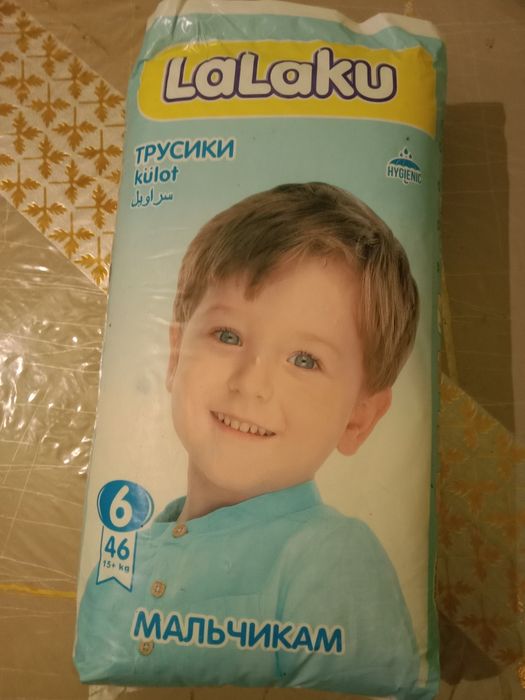 LaLaKu
ТРУСИКИ
külot
سراويل
HYGIENIC
6
46
15+ kg
МАЛЬЧИКАМ